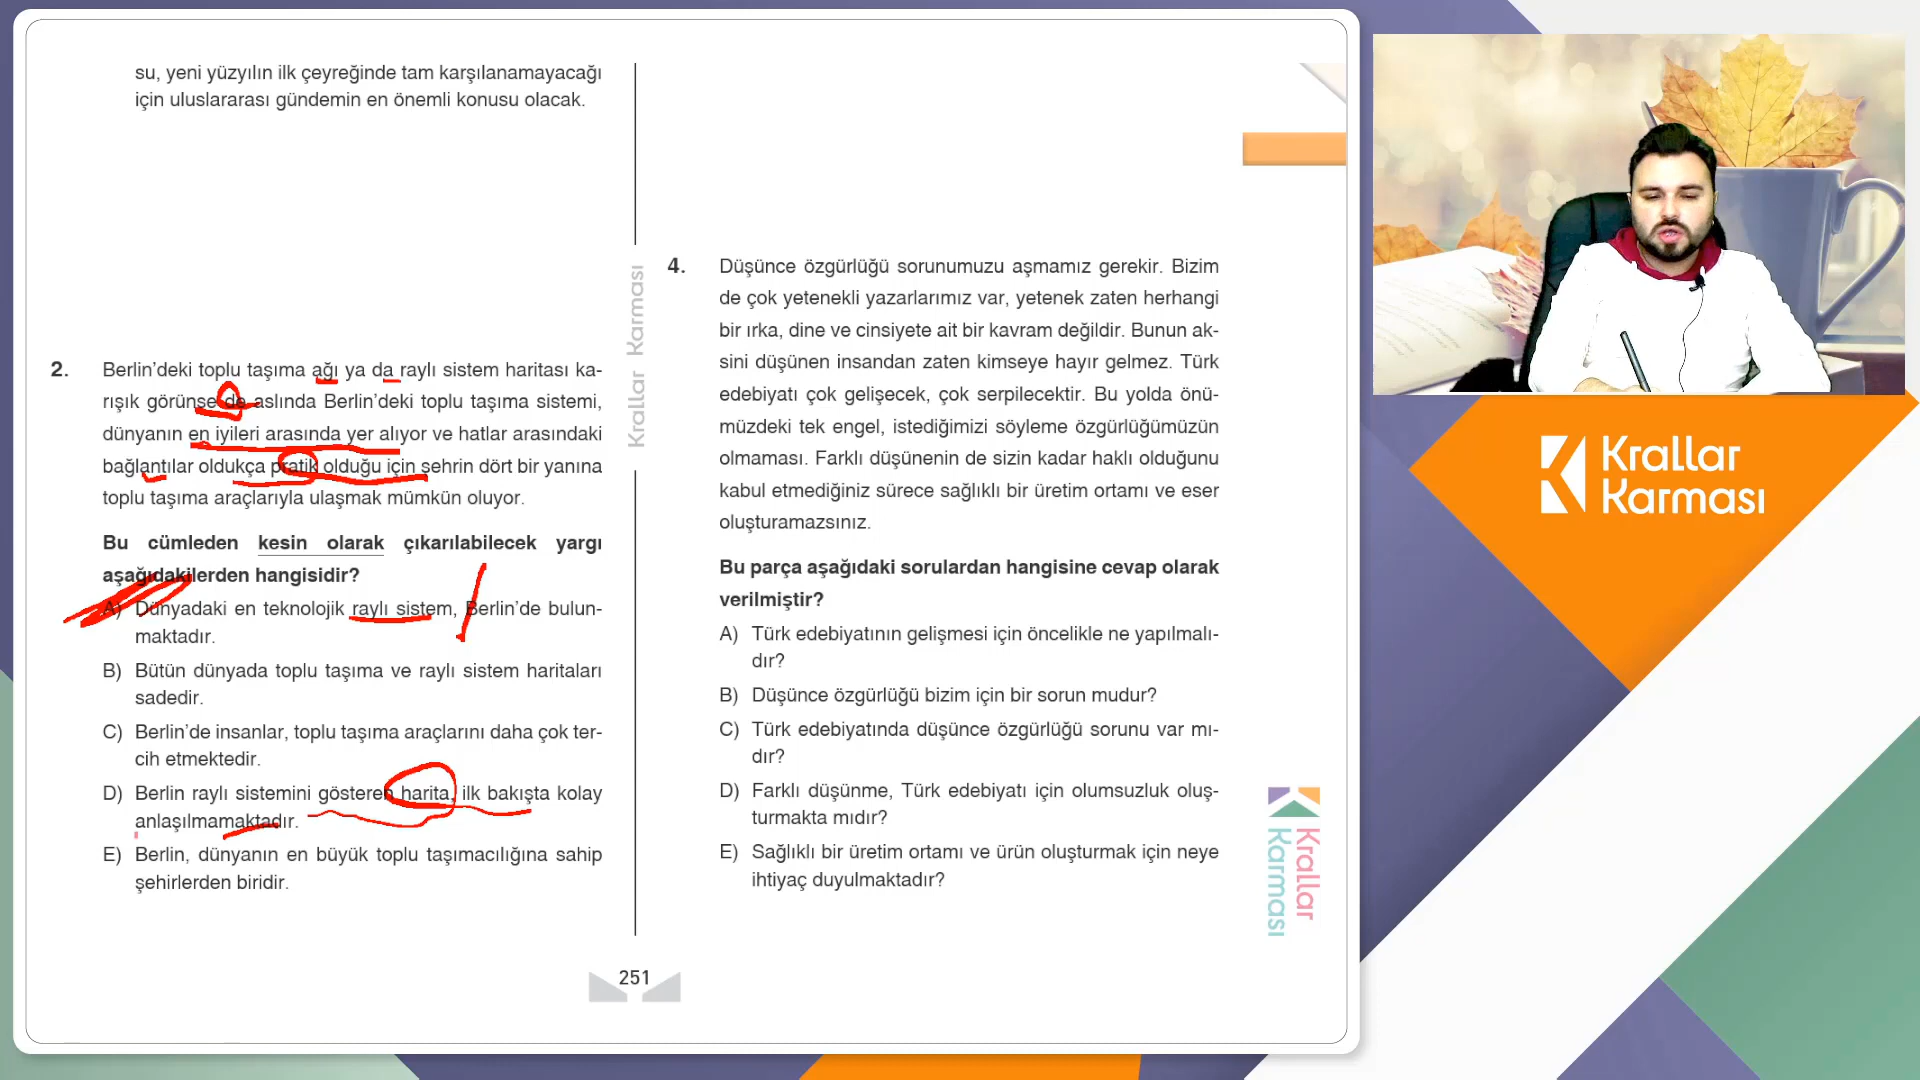 su, yeni yüzyılın ilk çeyreğinde tam karşılanamayacağı
için uluslararası gündemin en önemli konusu olacak.
2. Berlin’deki toplu taşıma ağı ya da raylı sistem haritası ka-
rışık görünse de aslında Berlin’deki toplu taşıma sistemi,
dünyanın en iyileri arasında yer alıyor ve hatlar arasındaki
bağlantılar oldukça pratik olduğu için şehrin dört bir yanına
toplu taşıma araçlarıyla ulaşmak mümkün oluyor.
Bu cümleden kesin olarak çıkarılabilecek yargı
aşağıdakilerden hangisidir?
A) Dünyadaki en teknolojik raylı sistem, Berlin’de bulun-
maktadır.
B) Bütün dünyada toplu taşıma ve raylı sistem haritaları
sadedir.
C) Berlin’de insanlar, toplu taşıma araçlarını daha çok ter-
cih etmektedir.
D) Berlin raylı sistemini gösteren harita, ilk bakışta kolay
anlaşılmamaktadır.
E) Berlin, dünyanın en büyük toplu taşımacılığına sahip
şehirlerden biridir.
Krallar Karması
4. Düşünce özgürlüğü sorunumuzu aşmamız gerekir. Bizim
de çok yetenekli yazarlarımız var, yetenek zaten herhangi
bir ırka, dine ve cinsiyete ait bir kavram değildir. Bunun ak-
sini düşünen insandan zaten kimseye hayır gelmez. Türk
edebiyatı çok gelişecek, çok serpilecektir. Bu yolda önü-
müzdeki tek engel, istediğimizi söyleme özgürlüğümüzün
olmaması. Farklı düşünenin de sizin kadar haklı olduğunu
kabul etmediğiniz sürece sağlıklı bir üretim ortamı ve eser
oluşturamazsınız.
Bu parça aşağıdaki sorulardan hangisine cevap olarak
verilmiştir?
A) Türk edebiyatının gelişmesi için öncelikle ne yapılmalı-
dır?
B) Düşünce özgürlüğü bizim için bir sorun mudur?
C) Türk edebiyatında düşünce özgürlüğü sorunu var mı-
dır?
D) Farklı düşünme, Türk edebiyatı için olumsuzluk oluş-
turmakta mıdır?
E) Sağlıklı bir üretim ortamı ve ürün oluşturmak için neye
ihtiyaç duyulmaktadır?
Krallar
Karması
251
Krallar
Karması